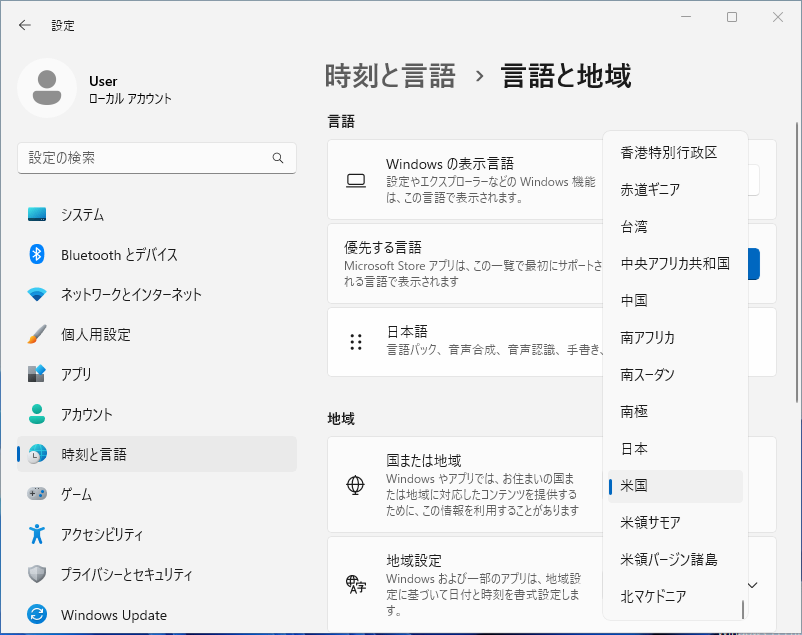 設定
User
ローカル アカウント
設定の検索
システム
Bluetooth とデバイス
ネットワークとインターネット
個人用設定
アプリ
アカウント
時刻と言語
ゲーム
アクセシビリティ
プライバシーとセキュリティ
Windows Update
時刻と言語 › 言語と地域
言語
Windows の表示言語
設定やエクスプローラーなどの Windows 機能
は、この言語で表示されます。
優先する言語
Microsoft Store アプリは、この一覧で最初にサポートさ
れる言語で表示されます
日本語
言語パック、音声合成、音声認識、手書き、
地域
国または地域
Windows やアプリでは、お住まいの国ま
たは地域に対応したコンテンツを提供する
ために、この情報を利用することがあります
地域設定
Windows および一部のアプリは、地域設
定に基づいて日付と時刻を書式設定しま
す。
香港特別行政区
赤道ギニア
台湾
中央アフリカ共和国
中国
南アフリカ
南スーダン
南極
日本
米国
米領サモア
米領バージン諸島
北マケドニア